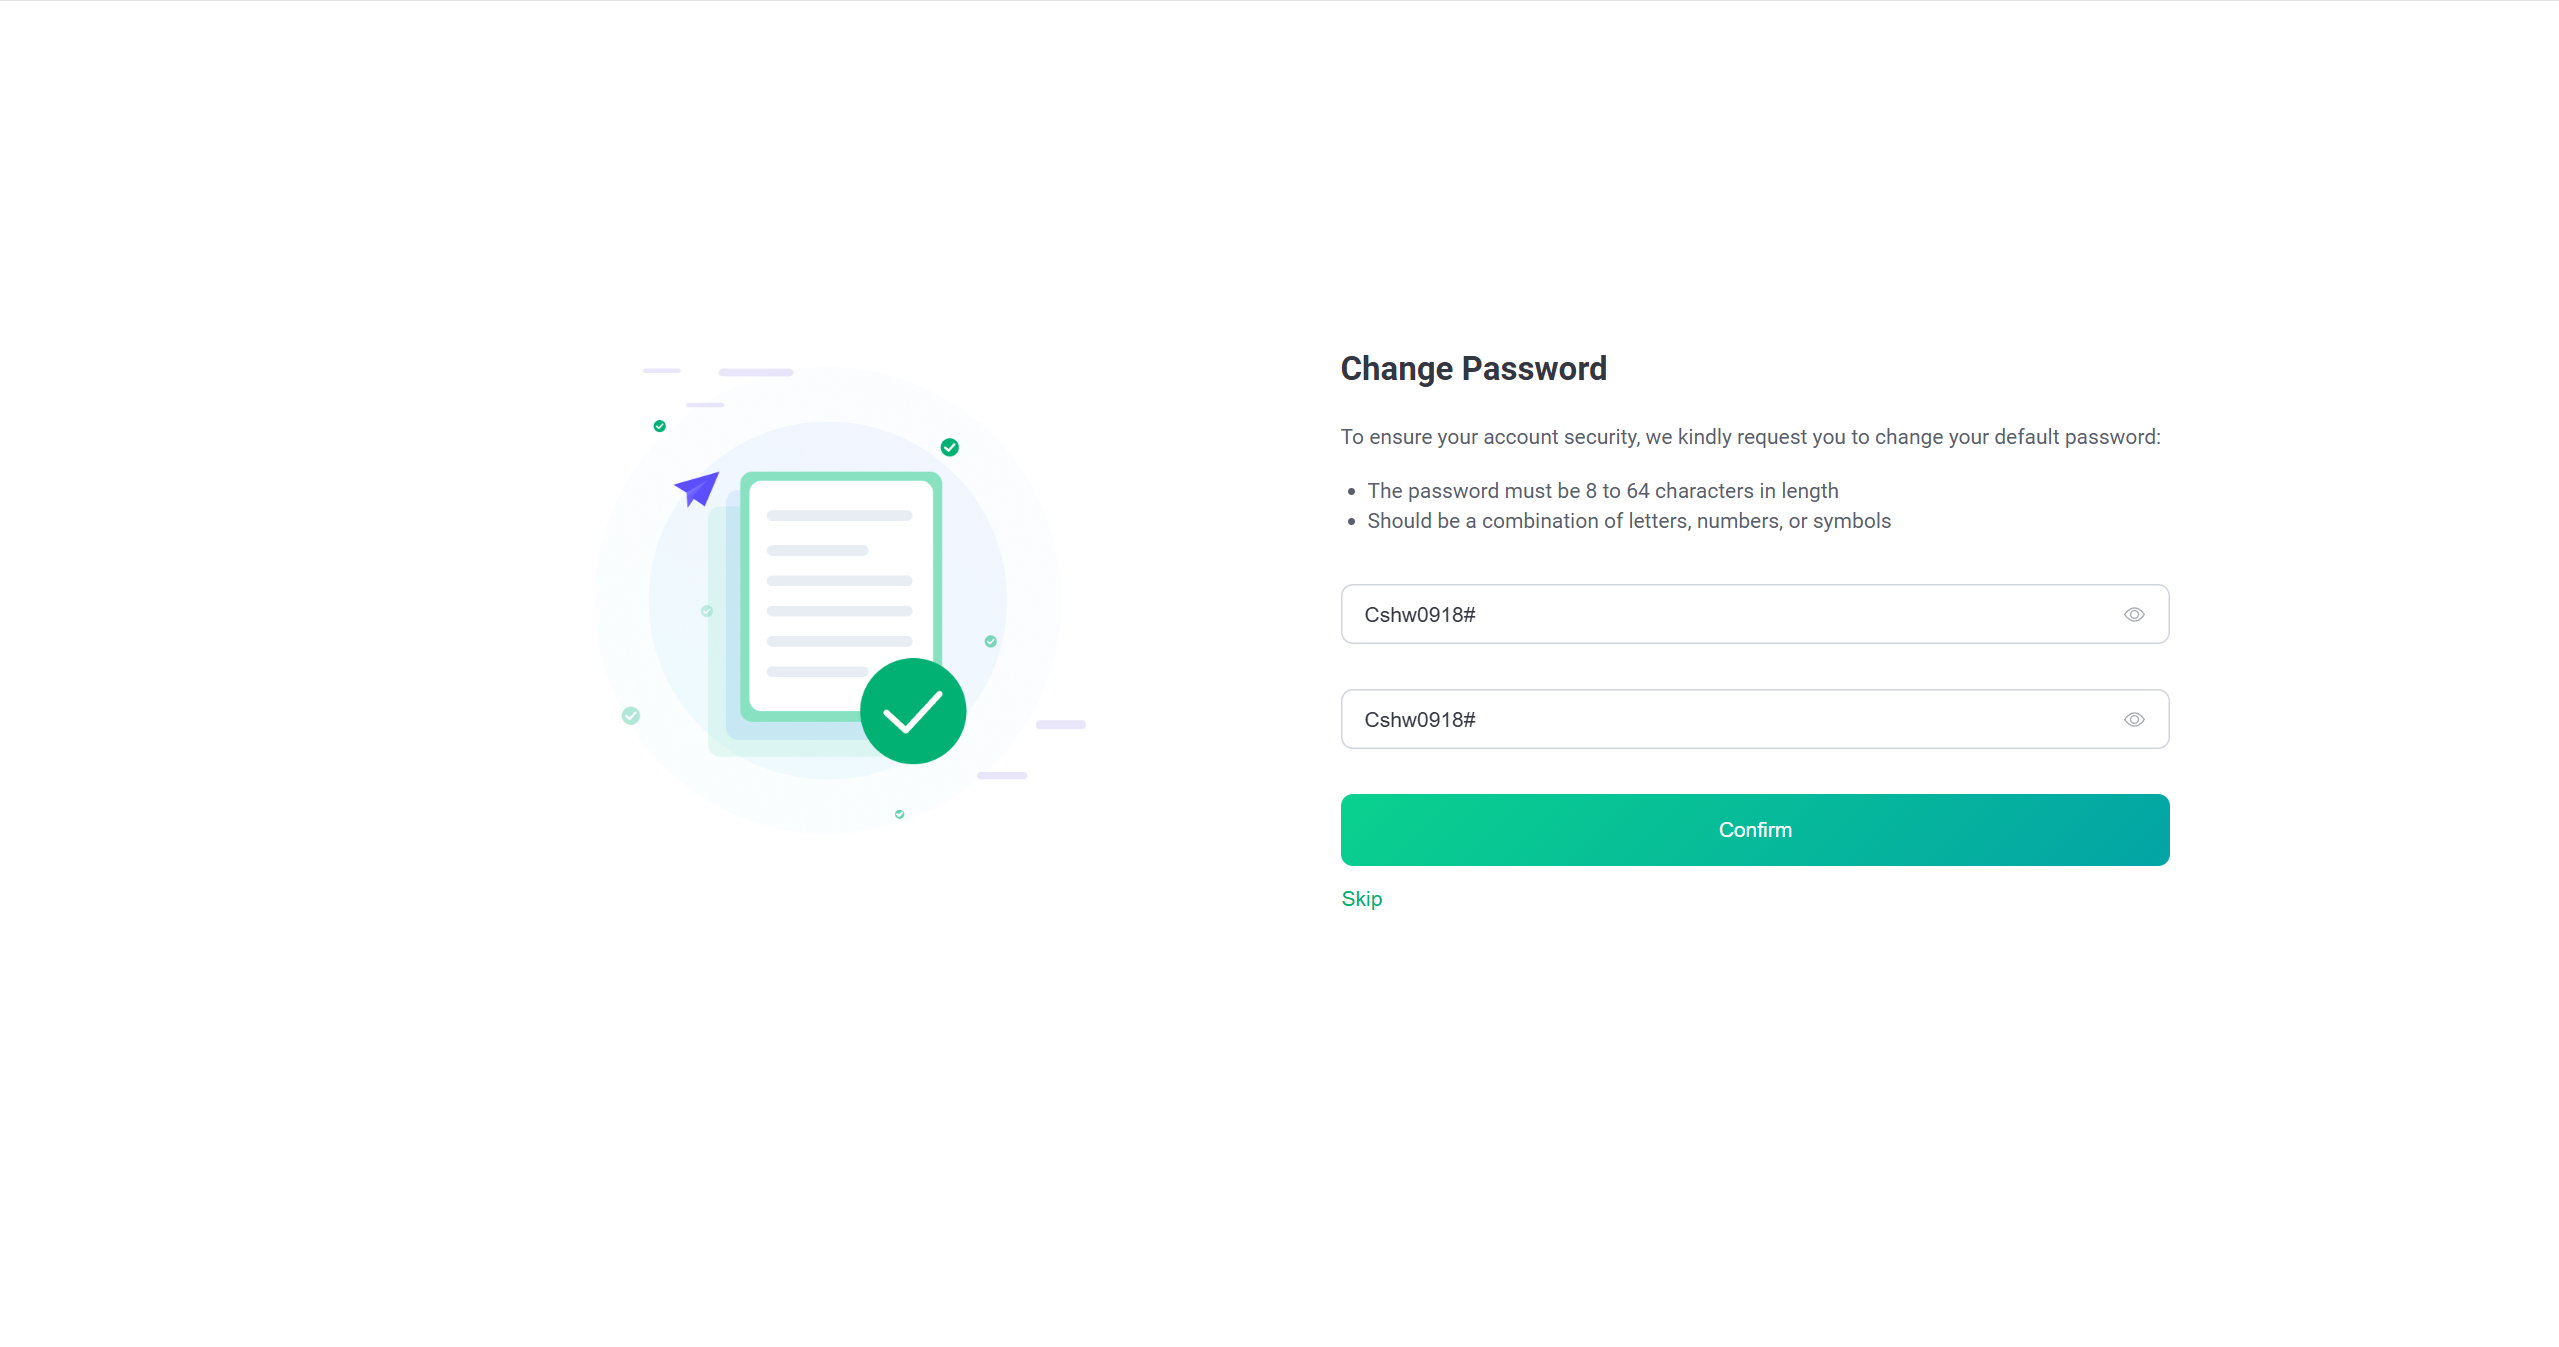 Change Password
To ensure your account security, we kindly request you to change your default password:
• The password must be 8 to 64 characters in length
• Should be a combination of letters, numbers, or symbols
Cshw0918#
Cshw0918#
Confirm
Skip